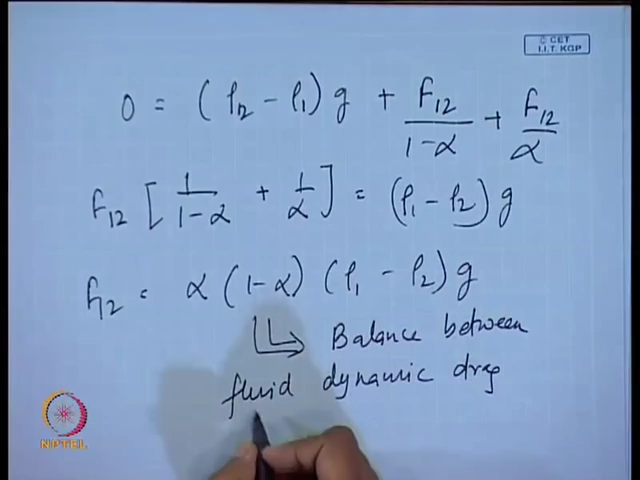 © CET
I.I.T. KGP
0 = (ρ₂ - ρ₁) g + F₁₂/(1-α) + F₁₂/α
F₁₂ [1/(1-α) + 1/α] = (ρ₁ - ρ₂) g
F₁₂ = α (1-α) (ρ₁ - ρ₂) g
Balance between
fluid dynamic drag
NPTEL